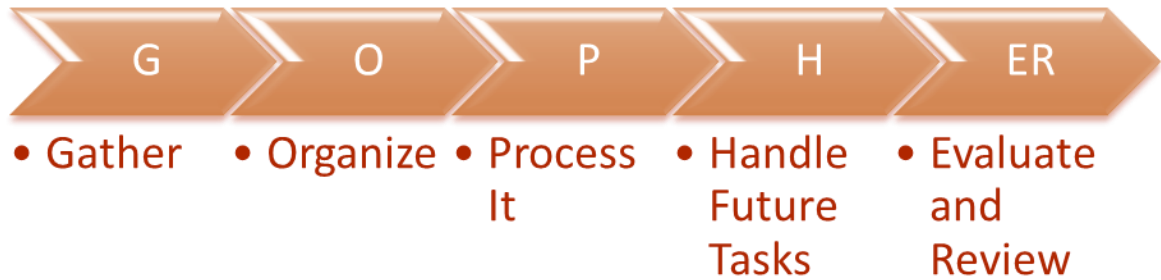 G
O
P
H
ER
• Gather
• Organize
• Process
It
• Handle
Future
Tasks
• Evaluate
and
Review